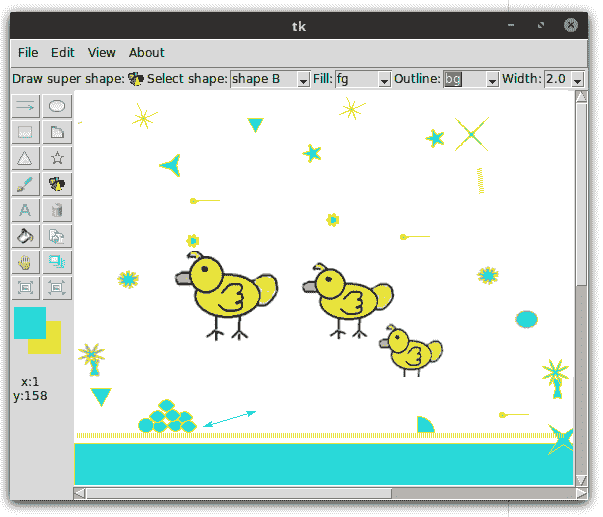 tk
File Edit View About
Draw super shape: Select shape: shape B Fill: fg Outline: bg Width: 2.0
A
x:1
y:158